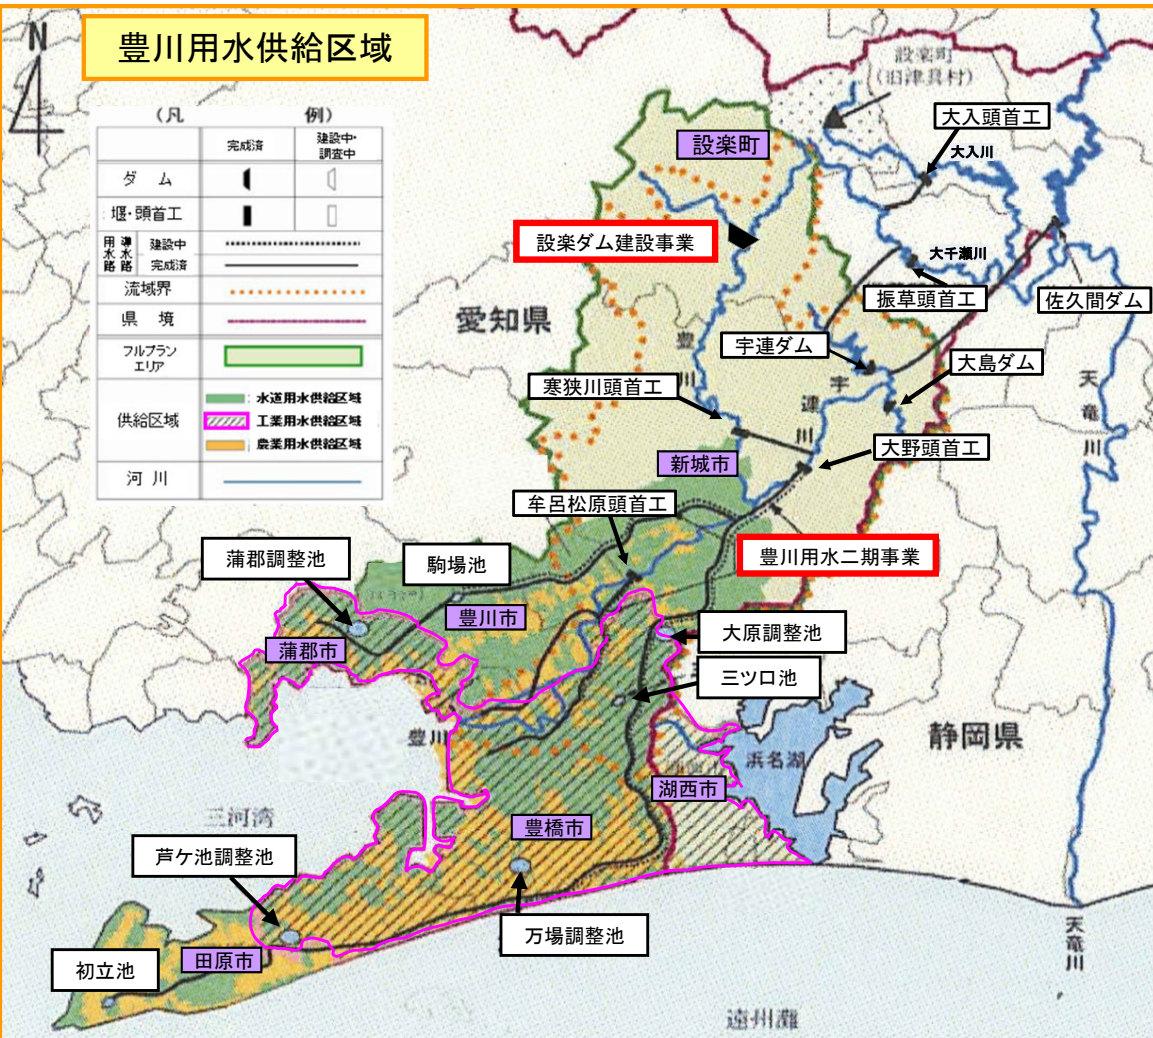 豊川用水供給区域
N
(凡 例)
完成済
建設中・
調査中
ダ ム
堰・頭首工
用水路
導水路
建設中
完成済
流域界
県 境
フルプラン
エリア
供給区域
水道用水供給区域
工業用水供給区域
農業用水供給区域
河 川
設楽町
(旧津具村)
大入頭首工
大入川
設楽町
設楽ダム建設事業
大千瀬川
振草頭首工
佐久間ダム
愛知県
豊川
宇連ダム
宇連川
大島ダム
天竜川
寒狭川頭首工
新城市
大野頭首工
牟呂松原頭首工
豊川用水二期事業
蒲郡調整池
駒場池
豊川市
蒲郡市
大原調整池
三ツ口池
豊川
静岡県
浜名湖
湖西市
三河湾
豊橋市
芦ケ池調整池
万場調整池
初立池
田原市
天竜川
遠州灘